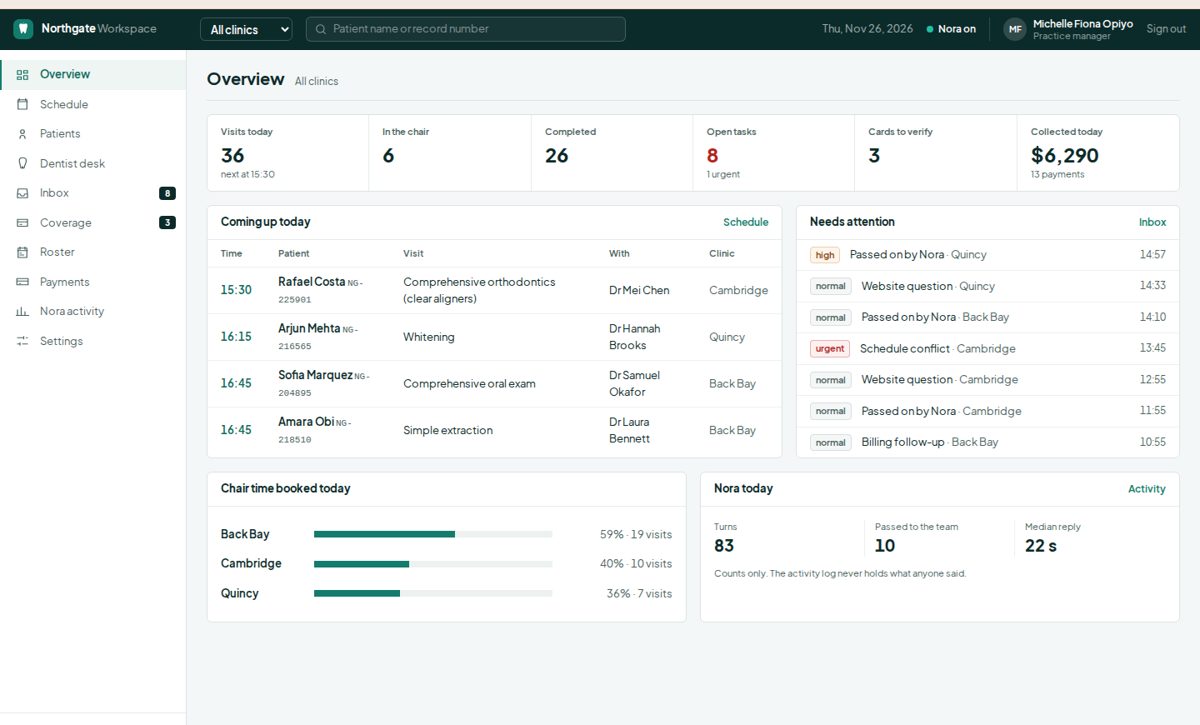 Northgate Workspace
All clinics
Patient name or record number
Thu, Nov 26, 2026
Nora on
MF
Michelle Fiona Opiyo
Practice manager
Sign out
Overview
Schedule
Patients
Dentist desk
Inbox 8
Coverage 3
Roster
Payments
Nora activity
Settings
Overview All clinics
Visits today
36
next at 15:30
In the chair
6
Completed
26
Open tasks
8
1 urgent
Cards to verify
3
Collected today
$6,290
13 payments
Coming up today Schedule
Time Patient Visit With Clinic
15:30 Rafael Costa NG-225901 Comprehensive orthodontics (clear aligners) Dr Mei Chen Cambridge
16:15 Arjun Mehta NG-216565 Whitening Dr Hannah Brooks Quincy
16:45 Sofia Marquez NG-204895 Comprehensive oral exam Dr Samuel Okafor Back Bay
16:45 Amara Obi NG-218510 Simple extraction Dr Laura Bennett Back Bay
Needs attention Inbox
high Passed on by Nora · Quincy 14:57
normal Website question · Quincy 14:33
normal Passed on by Nora · Back Bay 14:10
urgent Schedule conflict · Cambridge 13:45
normal Website question · Cambridge 12:55
normal Passed on by Nora · Cambridge 11:55
normal Billing follow-up · Back Bay 10:55
Chair time booked today
Back Bay 59% · 19 visits
Cambridge 40% · 10 visits
Quincy 36% · 7 visits
Nora today Activity
Turns
83
Passed to the team
10
Median reply
22 s
Counts only. The activity log never holds what anyone said.